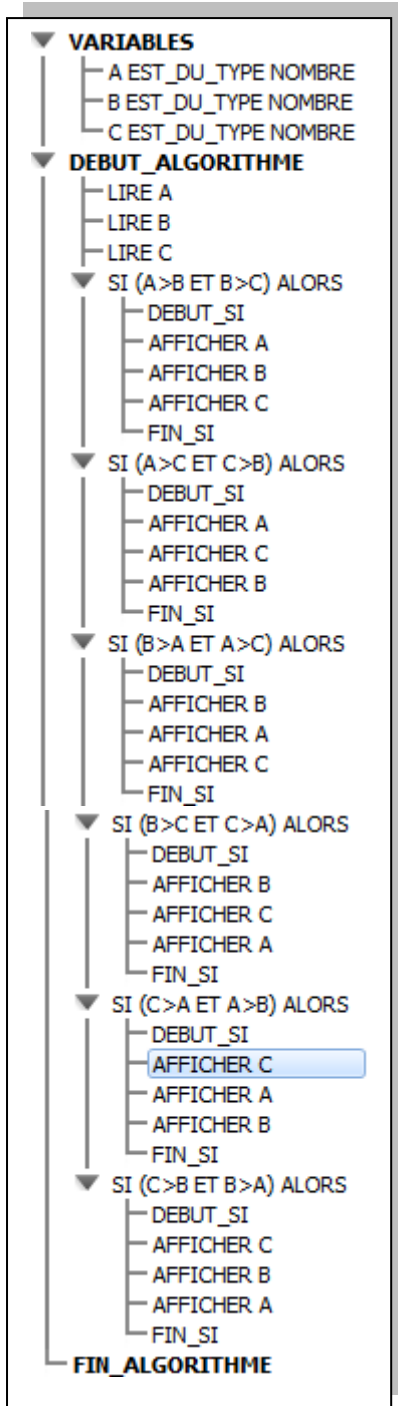 VARIABLES
A EST_DU_TYPE NOMBRE
B EST_DU_TYPE NOMBRE
C EST_DU_TYPE NOMBRE
DEBUT_ALGORITHME
LIRE A
LIRE B
LIRE C
SI (A>B ET B>C) ALORS
DEBUT_SI
AFFICHER A
AFFICHER B
AFFICHER C
FIN_SI
SI (A>C ET C>B) ALORS
DEBUT_SI
AFFICHER A
AFFICHER C
AFFICHER B
FIN_SI
SI (B>A ET A>C) ALORS
DEBUT_SI
AFFICHER B
AFFICHER A
AFFICHER C
FIN_SI
SI (B>C ET C>A) ALORS
DEBUT_SI
AFFICHER B
AFFICHER C
AFFICHER A
FIN_SI
SI (C>A ET A>B) ALORS
DEBUT_SI
AFFICHER C
AFFICHER A
AFFICHER B
FIN_SI
SI (C>B ET B>A) ALORS
DEBUT_SI
AFFICHER C
AFFICHER B
AFFICHER A
FIN_SI
FIN_ALGORITHME